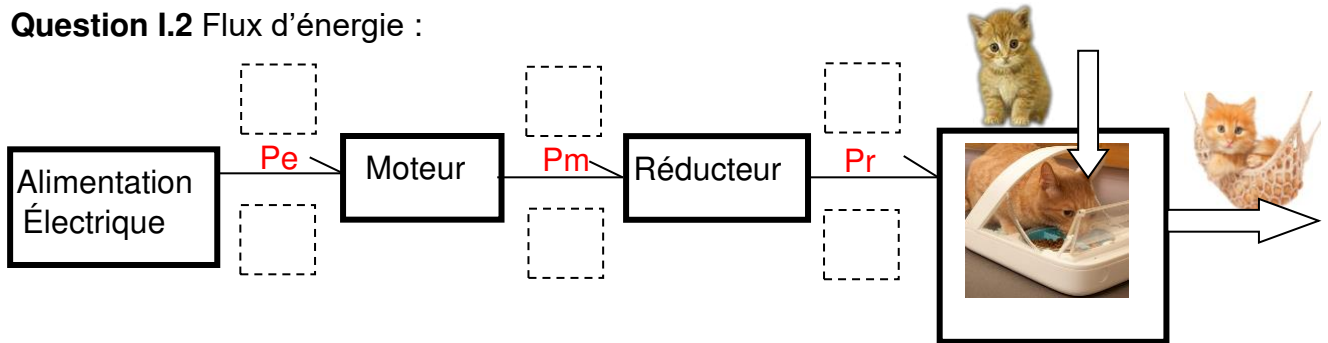 Question I.2 Flux d’énergie :
Pe
Pm
Pr
Alimentation
Électrique
Moteur
Réducteur